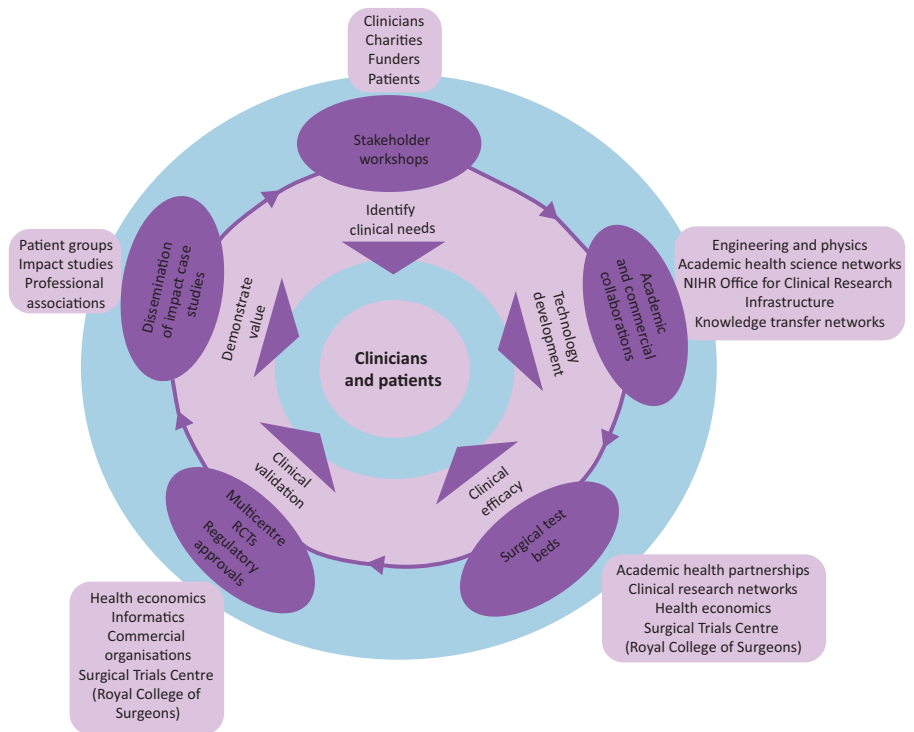 Clinicians
Charities
Funders
Patients
Stakeholder
workshops
Identify
clinical needs
Engineering and physics
Academic health science networks
NIHR Office for Clinical Research
Infrastructure
Knowledge transfer networks
Academic
and commercial
collaborations
Technology
development
Patient groups
Impact studies
Professional
associations
Dissemination
of impact case
studies
Demonstrate
value
Clinicians
and patients
Clinical
validation
Clinical
efficacy
Multicentre
RCTs
Regulatory
approvals
Surgical test
beds
Academic health partnerships
Clinical research networks
Health economics
Surgical Trials Centre
(Royal College of Surgeons)
Health economics
Informatics
Commercial
organisations
Surgical Trials Centre
(Royal College of
Surgeons)